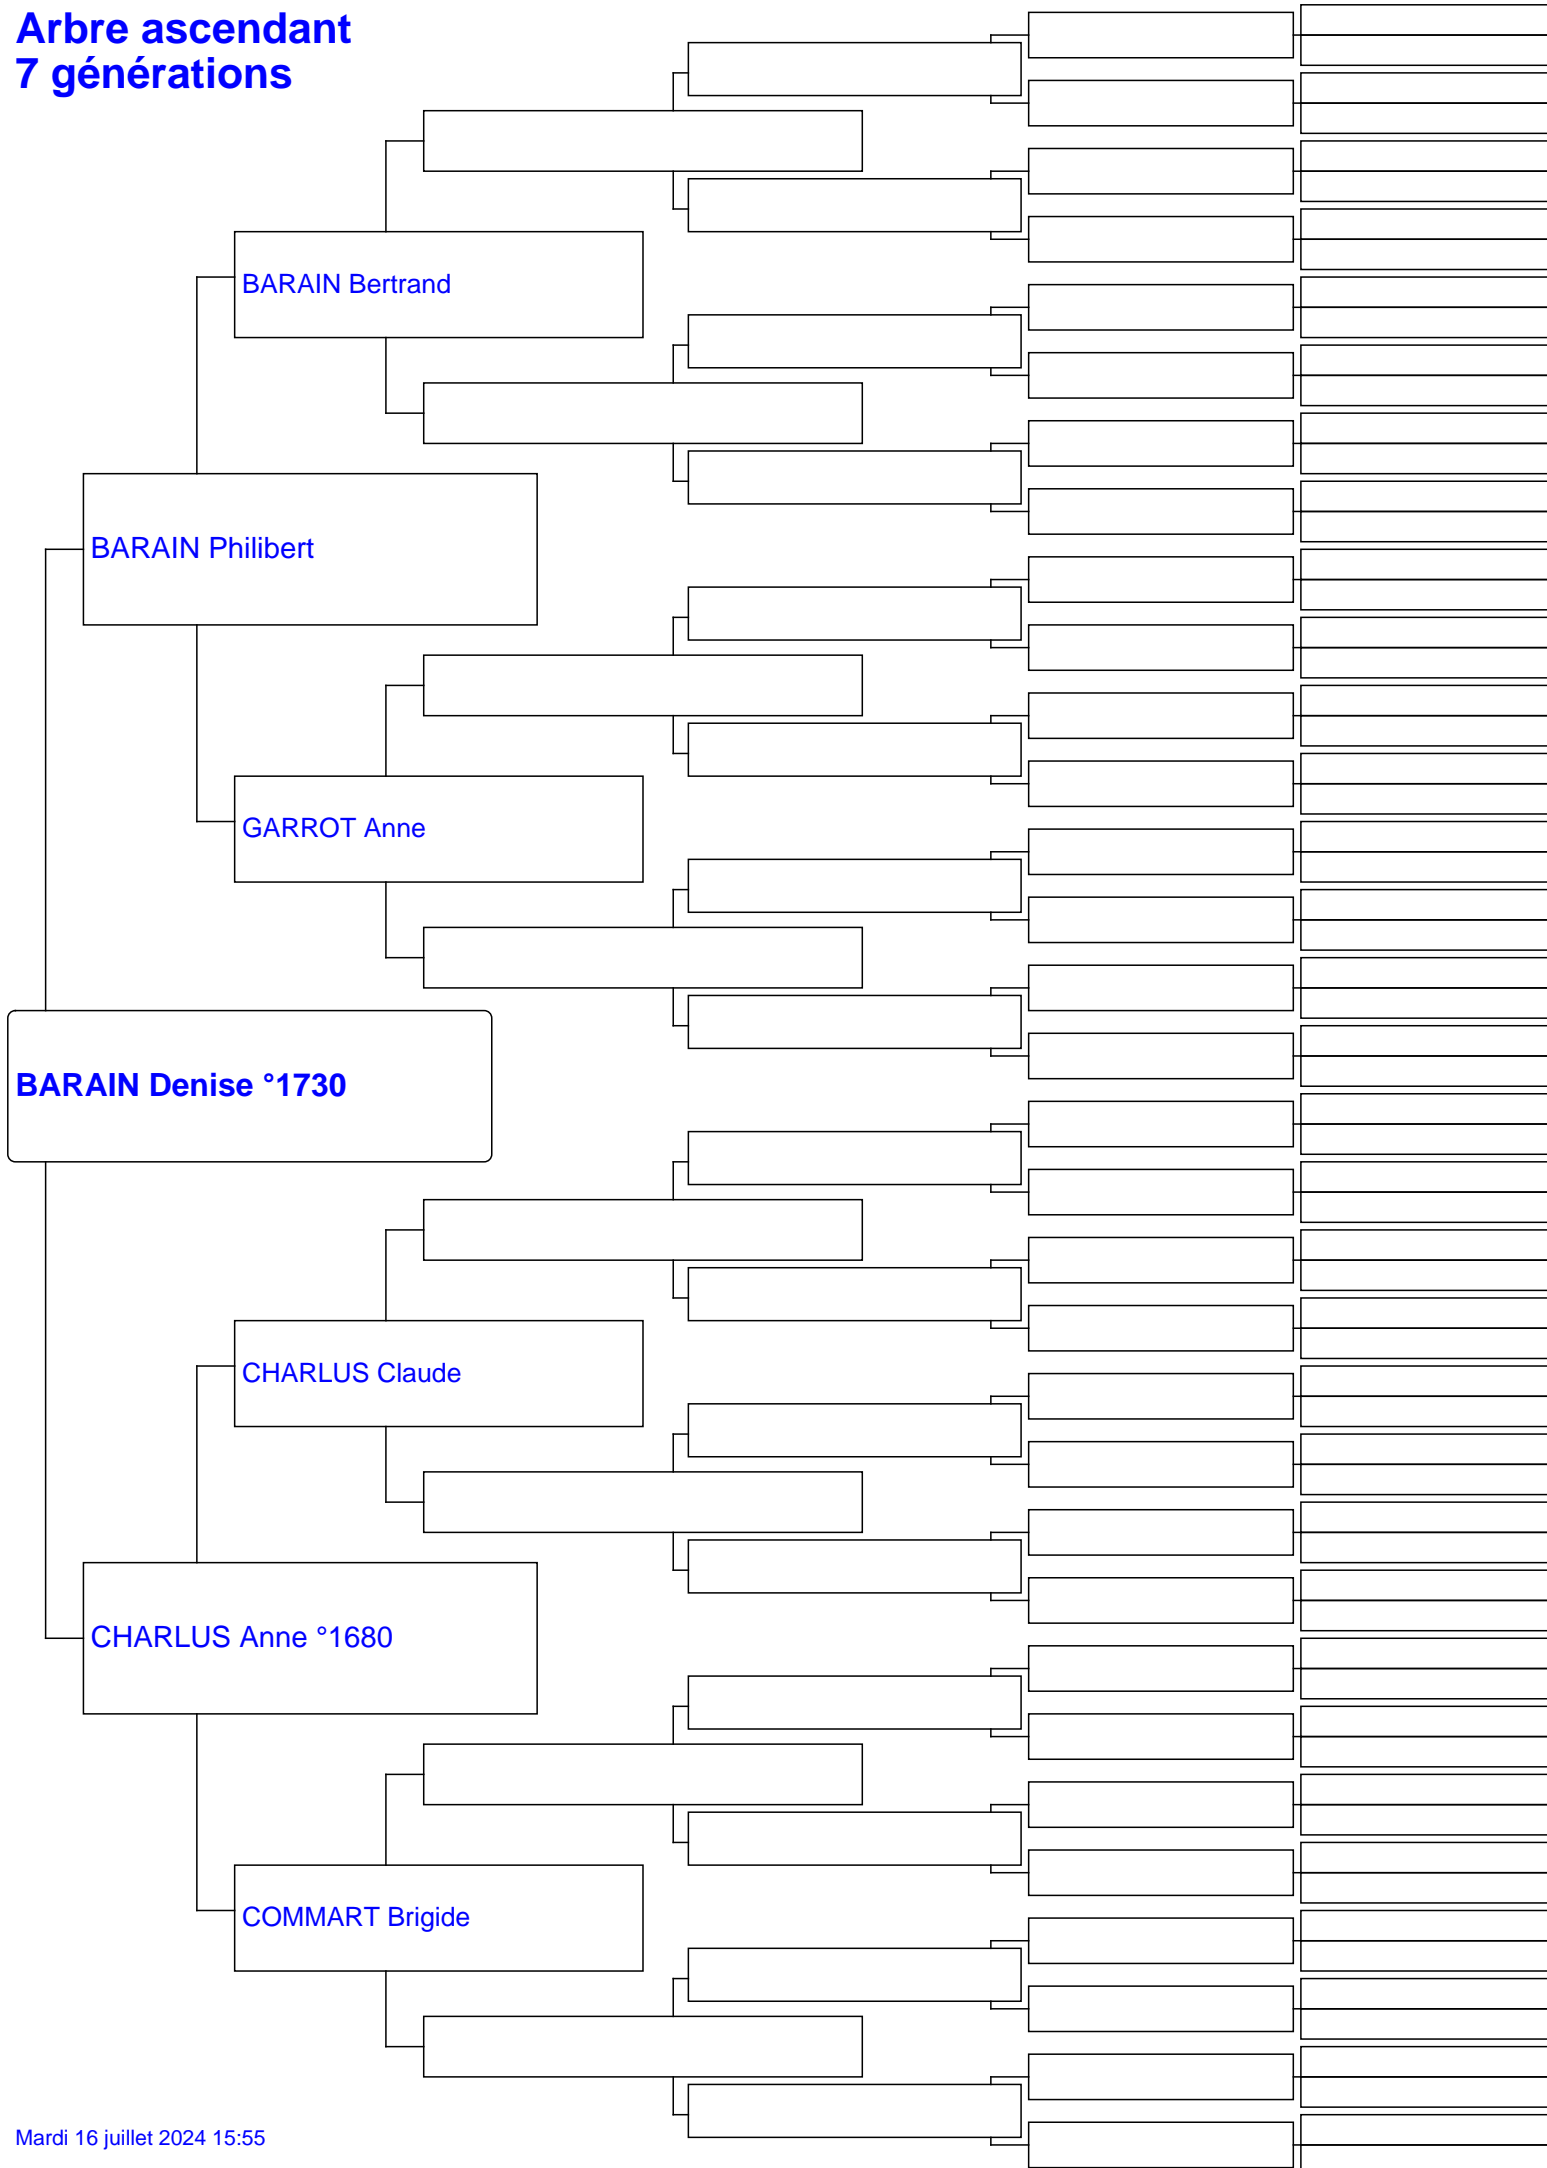 Arbre ascendant
7 générations
BARAIN Bertrand
BARAIN Philibert
GARROT Anne
BARAIN Denise °1730
CHARLUS Claude
CHARLUS Anne °1680
COMMART Brigide
Mardi 16 juillet 2024 15:55